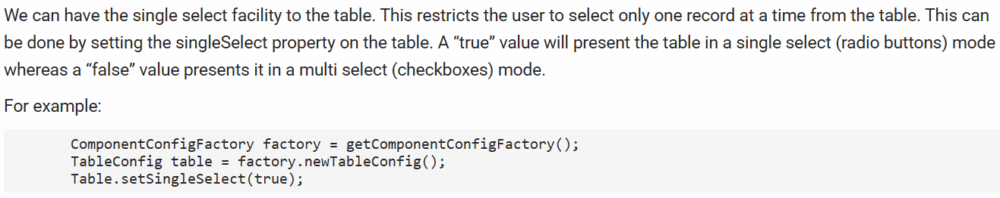 We can have the single select facility to the table. This restricts the user to select only one record at a time from the table. This can
be done by setting the singleSelect property on the table. A “true” value will present the table in a single select (radio buttons) mode
whereas a “false” value presents it in a multi select (checkboxes) mode.
For example:
ComponentConfigFactory factory = getComponentConfigFactory();
TableConfig table = factory.newTableConfig();
Table.setSingleSelect(true);